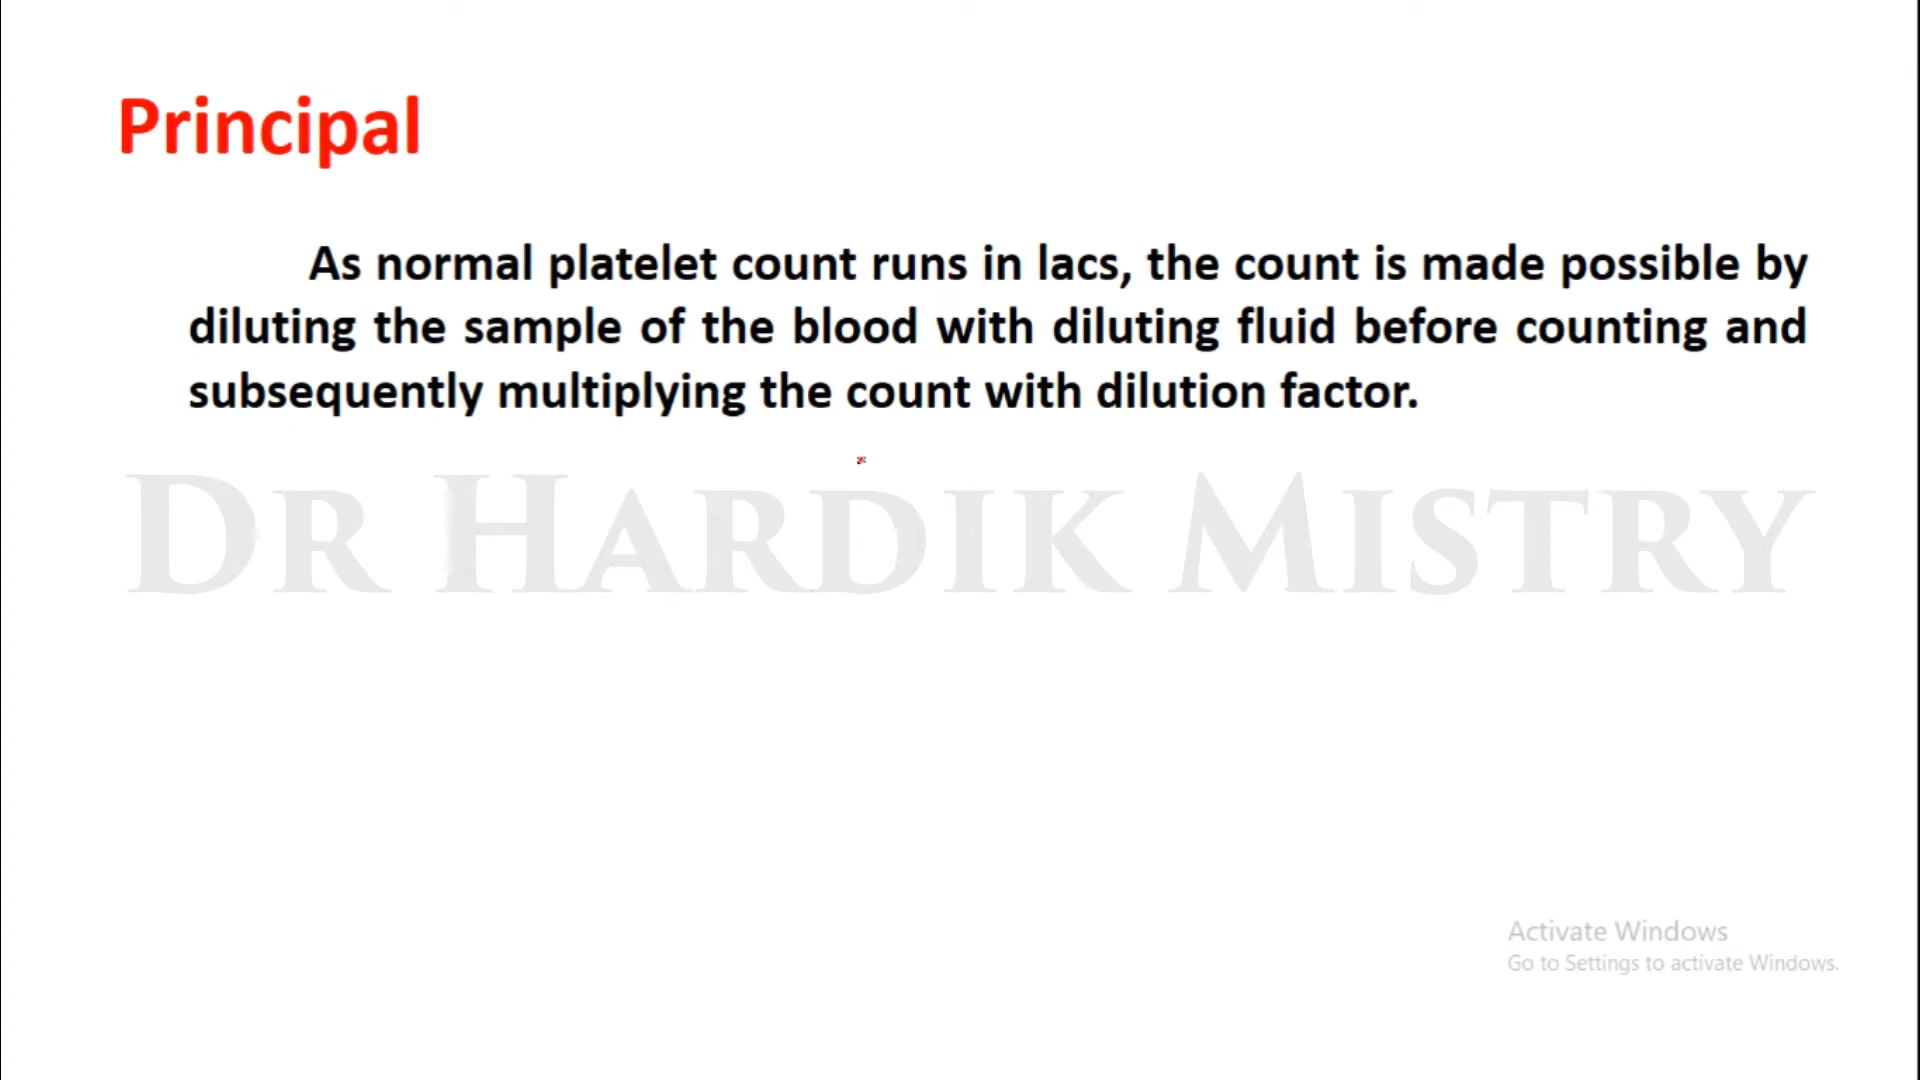 Principal
As normal platelet count runs in lacs, the count is made possible by
diluting the sample of the blood with diluting fluid before counting and
subsequently multiplying the count with dilution factor.
DR HARDIK MISTRY
Activate Windows
Go to Settings to activate Windows.